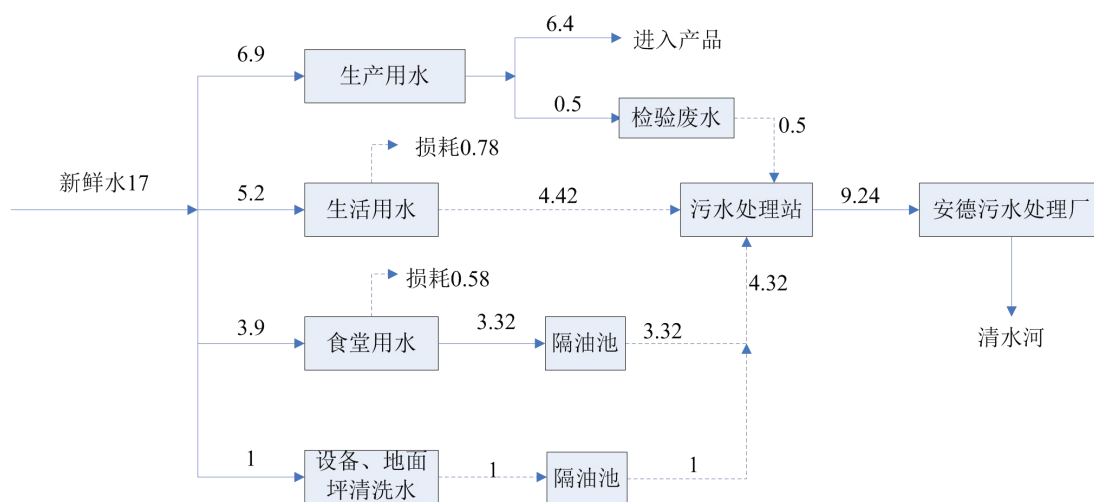 6.4
进入产品
6.9
生产用水
0.5
检验废水
0.5
损耗0.78
新鲜水17
5.2
生活用水
4.42
污水处理站
9.24
安德污水处理厂
损耗0.58
4.32
3.9
食堂用水
3.32
隔油池
3.32
清水河
1
设备、地面
坪清洗水
1
隔油池
1